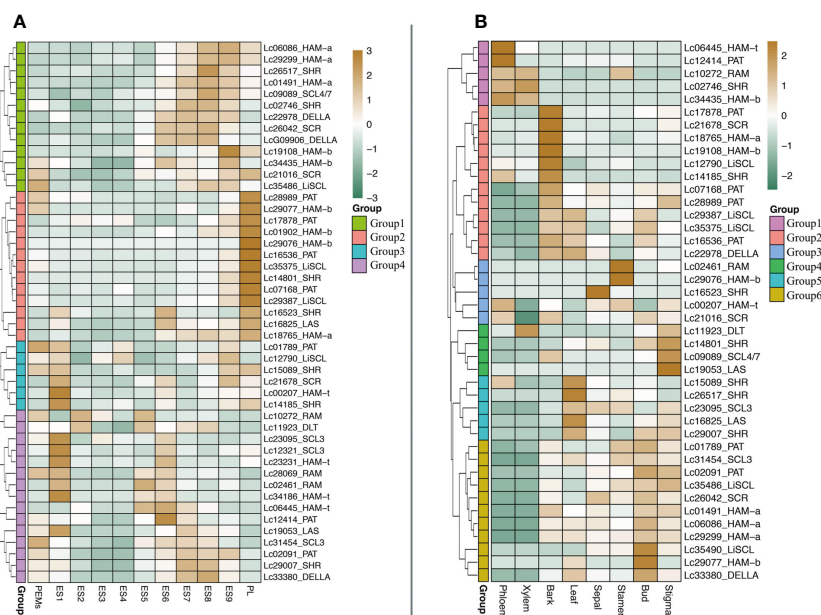 A
Lc06086_HAM-a
Lc29299_HAM-a
Lc26517_SHR
Lc01491_HAM-a
Lc09089_SCL4/7
Lc02746_SHR
Lc22978_DELLA
Lc26042_SCR
LcG09906_DELLA
Lc19108_HAM-b
Lc34435_HAM-b
Lc21016_SCR
Lc35486_LiSCL
Lc28989_PAT
Lc29077_HAM-b
Lc17878_PAT
Lc01902_HAM-b
Lc29076_HAM-b
Lc16536_PAT
Lc35375_LiSCL
Lc14801_SHR
Lc07168_PAT
Lc29387_LiSCL
Lc16523_SHR
Lc16825_LAS
Lc18765_HAM-a
Lc01789_PAT
Lc12790_LiSCL
Lc15089_SHR
Lc21678_SCR
Lc00207_HAM-t
Lc14185_SHR
Lc10272_RAM
Lc11923_DLT
Lc23095_SCL3
Lc12321_SCL3
Lc23231_HAM-t
Lc28069_RAM
Lc02461_RAM
Lc34186_HAM-t
Lc06445_HAM-t
Lc12414_PAT
Lc19053_LAS
Lc31454_SCL3
Lc02091_PAT
Lc29007_SHR
Lc33380_DELLA
Group
PEMs
ES1
ES2
ES3
ES4
ES5
ES6
ES7
ES8
ES9
PL
3
2
1
0
−1
−2
−3
Group
Group1
Group2
Group3
Group4
B
Lc06445_HAM-t
Lc12414_PAT
Lc10272_RAM
Lc02746_SHR
Lc34435_HAM-b
Lc17878_PAT
Lc21678_SCR
Lc18765_HAM-a
Lc19108_HAM-b
Lc12790_LiSCL
Lc14185_SHR
Lc07168_PAT
Lc28989_PAT
Lc29387_LiSCL
Lc35375_LiSCL
Lc16536_PAT
Lc22978_DELLA
Lc02461_RAM
Lc29076_HAM-b
Lc16523_SHR
Lc00207_HAM-t
Lc21016_SCR
Lc11923_DLT
Lc14801_SHR
Lc09089_SCL4/7
Lc19053_LAS
Lc15089_SHR
Lc26517_SHR
Lc23095_SCL3
Lc16825_LAS
Lc29007_SHR
Lc01789_PAT
Lc31454_SCL3
Lc02091_PAT
Lc35486_LiSCL
Lc26042_SCR
Lc01491_HAM-a
Lc06086_HAM-a
Lc29299_HAM-a
Lc35490_LiSCL
Lc29077_HAM-b
Lc33380_DELLA
Group
Phloem
Xylem
Bark
Leaf
Sepal
Stamen
Bud
Stigma
2
1
0
−1
−2
Group
Group1
Group2
Group3
Group4
Group5
Group6